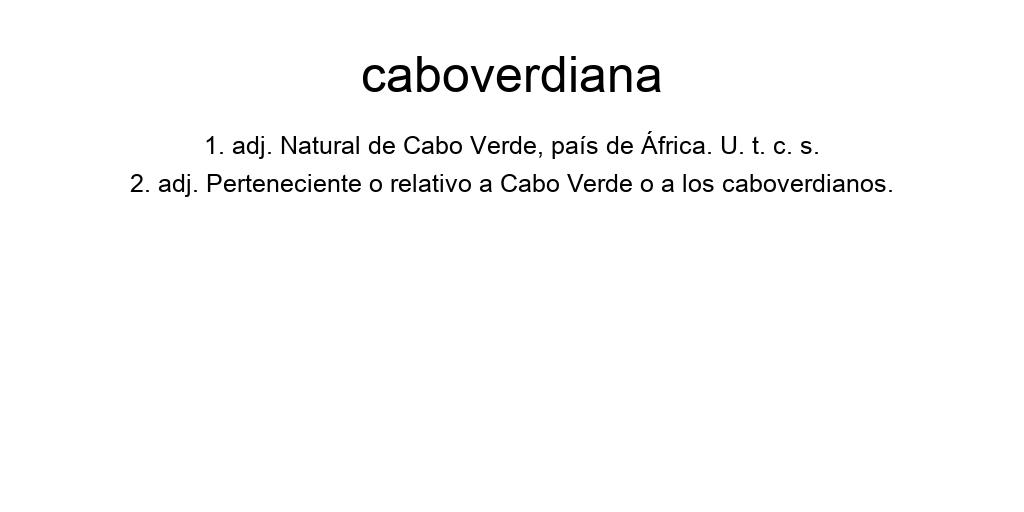 caboverdiana
1. adj. Natural de Cabo Verde, país de África. U. t. c. s.
2. adj. Perteneciente o relativo a Cabo Verde o a los caboverdianos.